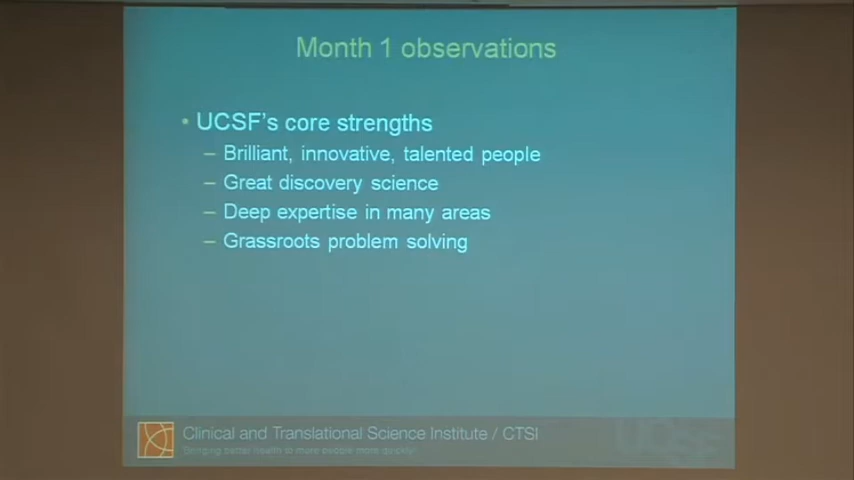 Month 1 observations
• UCSF's core strengths
– Brilliant, innovative, talented people
– Great discovery science
– Deep expertise in many areas
– Grassroots problem solving
Clinical and Translational Science Institute / CTSI
Bringing better health to more people more quickly
UCSF